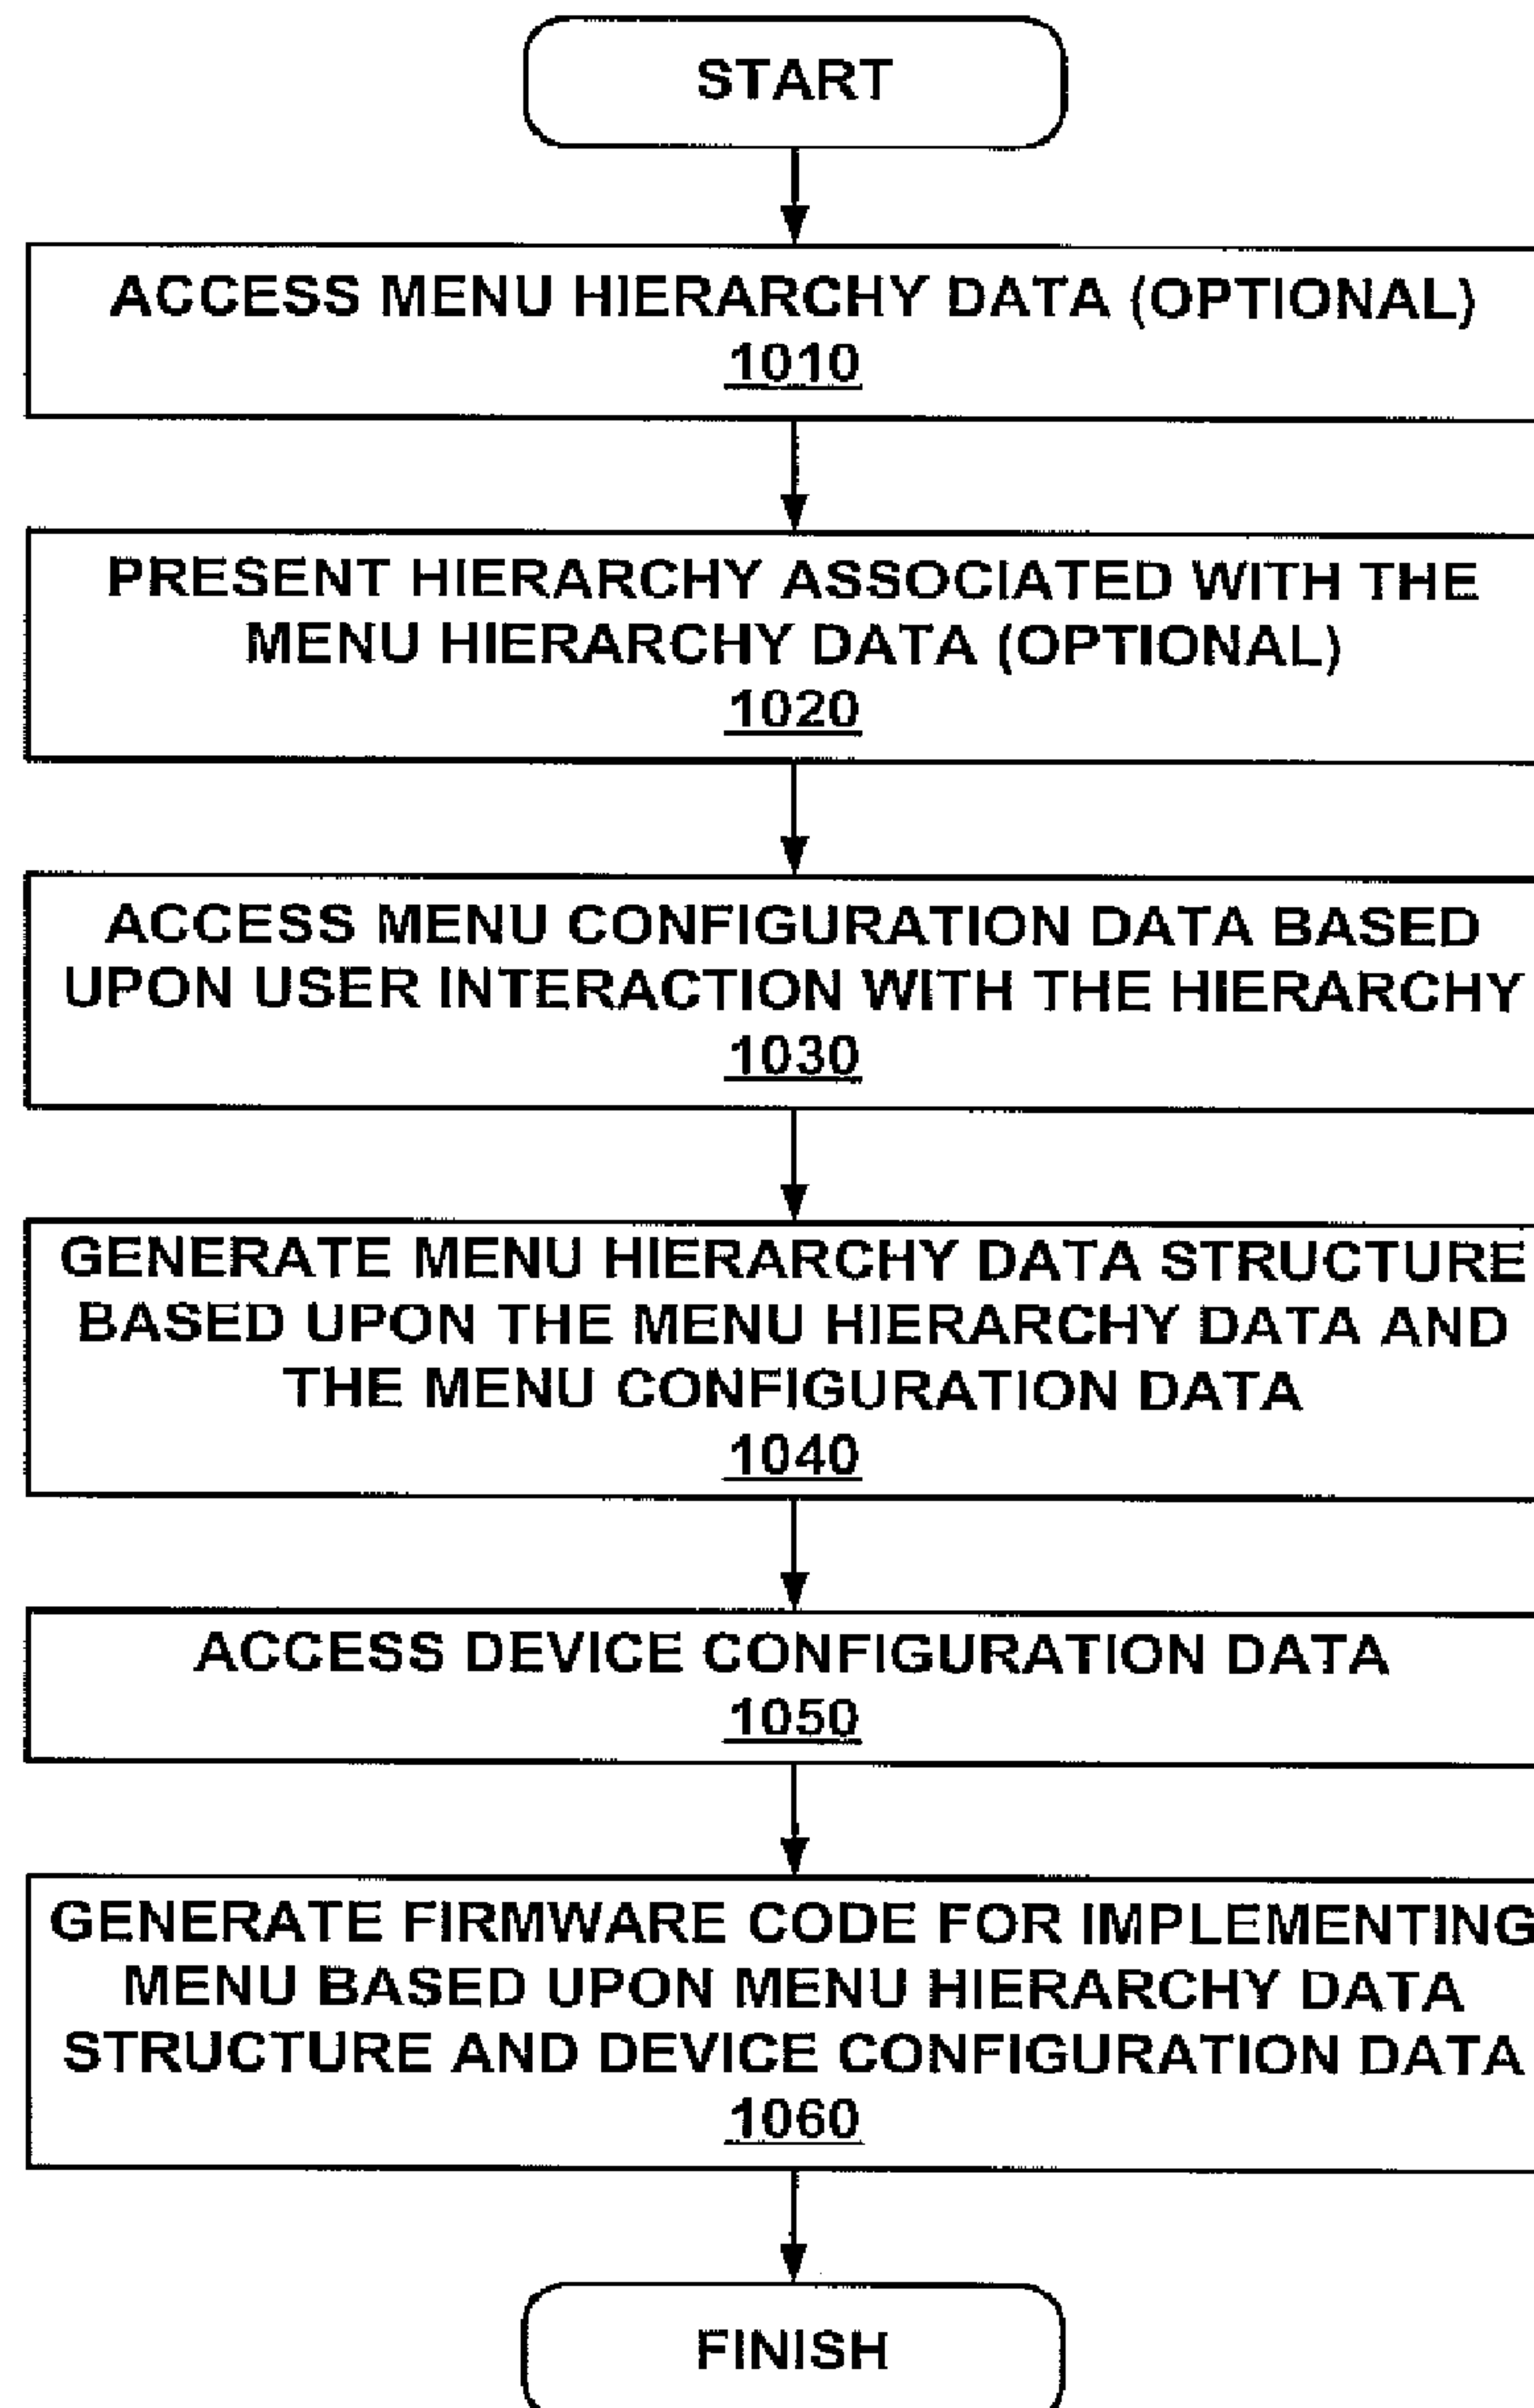 START
ACCESS MENU HIERARCHY DATA (OPTIONAL)
1010
PRESENT HIERARCHY ASSOCIATED WITH THE
MENU HIERARCHY DATA (OPTIONAL)
1020
ACCESS MENU CONFIGURATION DATA BASED
UPON USER INTERACTION WITH THE HIERARCHY
1030
GENERATE MENU HIERARCHY DATA STRUCTURE
BASED UPON THE MENU HIERARCHY DATA AND
THE MENU CONFIGURATION DATA
1040
ACCESS DEVICE CONFIGURATION DATA
1050
GENERATE FIRMWARE CODE FOR IMPLEMENTING
MENU BASED UPON MENU HIERARCHY DATA
STRUCTURE AND DEVICE CONFIGURATION DATA
1060
FINISH